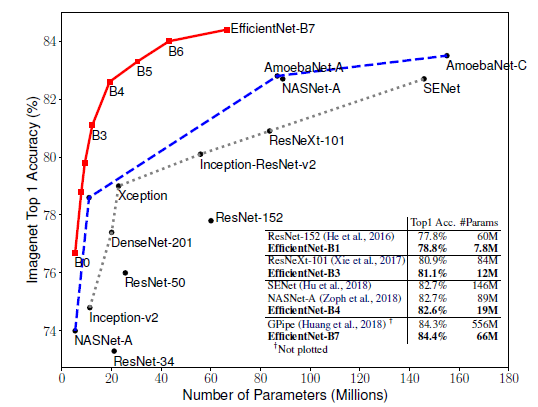 84
82
80
78
76
74
0 20 40 60 80 100 120 140 160 180
Imagenet Top 1 Accuracy (%)
Number of Parameters (Millions)
EfficientNet-B7
B6
B5
B4
B3
B0
AmoebaNet-A
AmoebaNet-C
NASNet-A
SENet
ResNeXt-101
Inception-ResNet-v2
Xception
ResNet-152
DenseNet-201
ResNet-50
Inception-v2
NASNet-A
ResNet-34
Top1 Acc. #Params
ResNet-152 (He et al., 2016) 77.8% 60M
EfficientNet-B1 78.8% 7.8M
ResNeXt-101 (Xie et al., 2017) 80.9% 84M
EfficientNet-B3 81.1% 12M
SENet (Hu et al., 2018) 82.7% 146M
NASNet-A (Zoph et al., 2018) 82.7% 89M
EfficientNet-B4 82.6% 19M
GPipe (Huang et al., 2018) † 84.3% 556M
EfficientNet-B7 84.4% 66M
†Not plotted